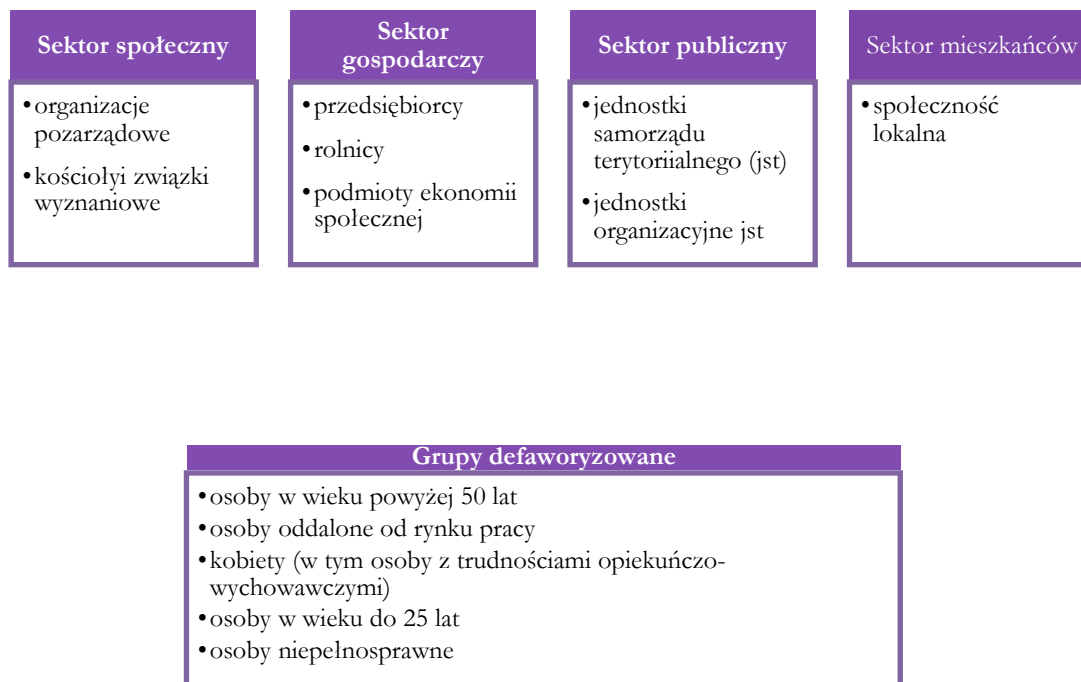 Sektor społeczny
•organizacje
pozarządowe
•kościołyi związki
wyznaniowe
Sektor
gospodarczy
•przedsiębiorcy
•rolnicy
•podmioty ekonomii
społecznej
Sektor publiczny
•jednostki
samorządu
terytoriialnego (jst)
•jednostki
organizacyjne jst
Sektor mieszkańców
•społeczność
lokalna
Grupy defaworyzowane
•osoby w wieku powyżej 50 lat
•osoby oddalone od rynku pracy
•kobiety (w tym osoby z trudnościami opiekuńczo-
wychowawczymi)
•osoby w wieku do 25 lat
•osoby niepełnosprawne